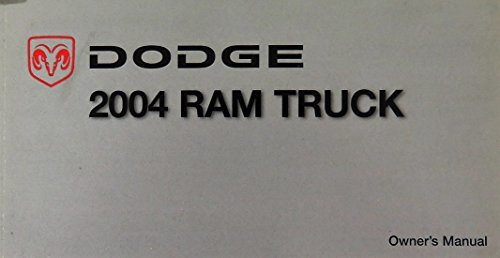 DODGE
2004 RAM TRUCK
Owner's Manual